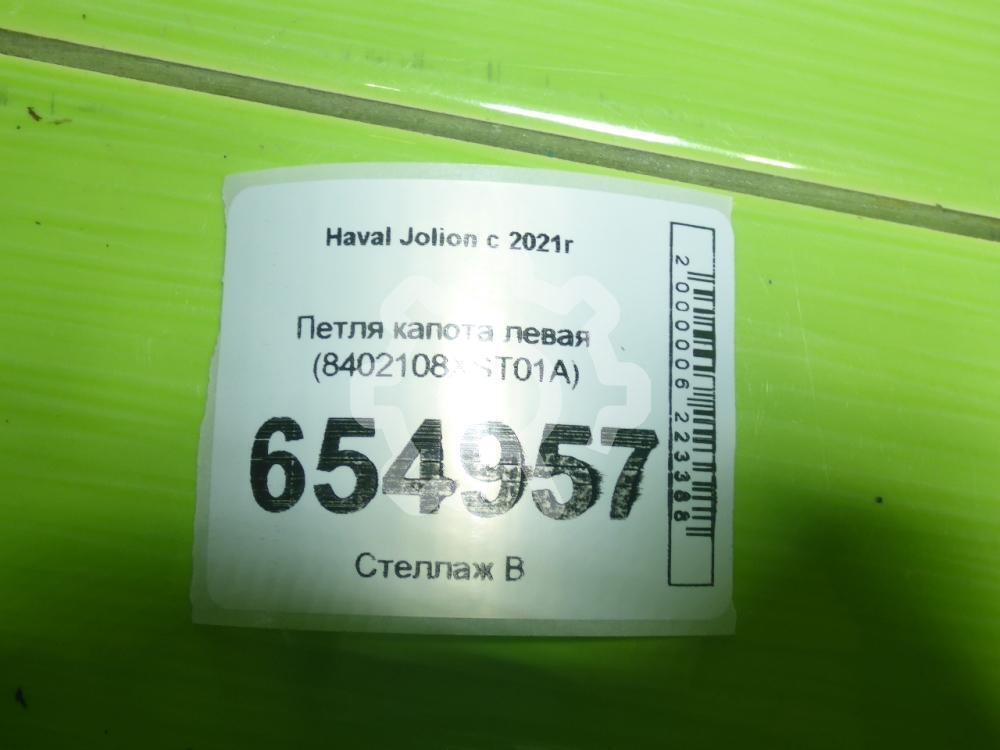 Haval Jolion с 2021г
Петля капота левая
(8402108XST01A)
654957
Стеллаж В
2000006223388